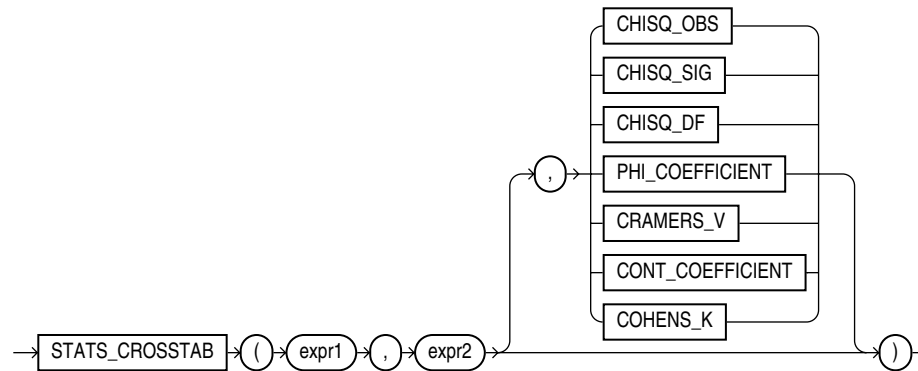 CHISQ_OBS
CHISQ_SIG
CHISQ_DF
, PHI_COEFFICIENT
CRAMERS_V
CONT_COEFFICIENT
COHENS_K
STATS_CROSSTAB ( expr1 , expr2 )